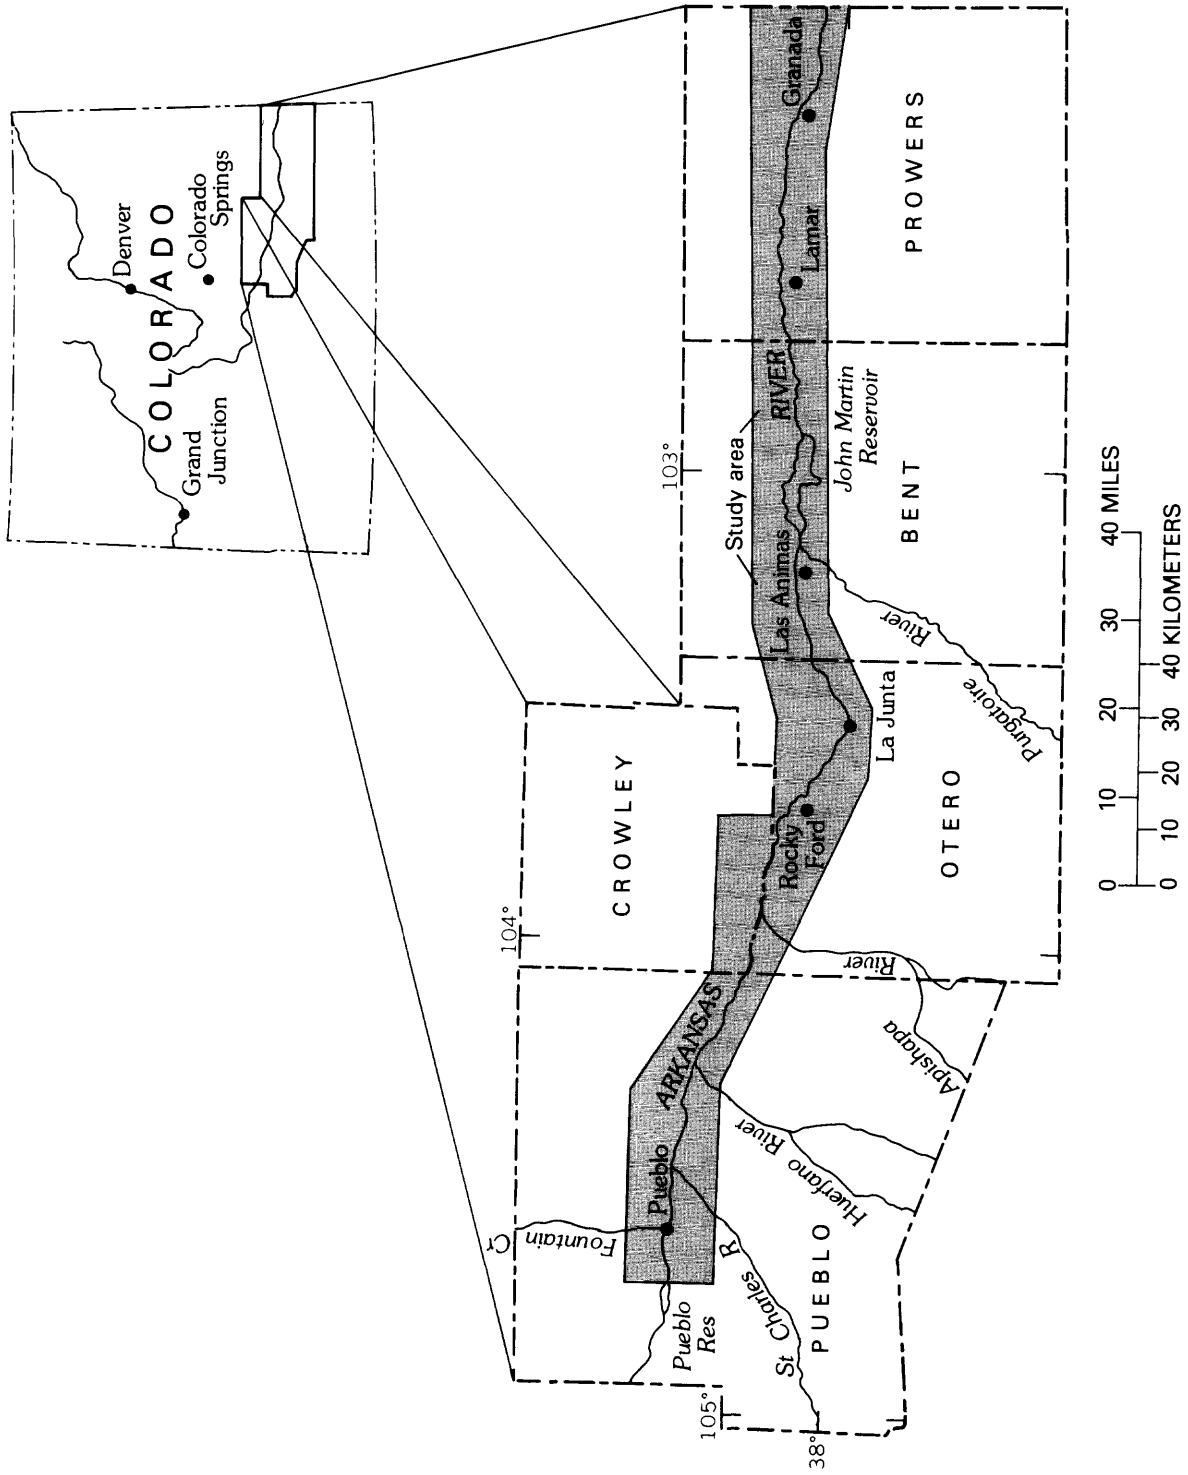 COLORADO
Denver
Colorado
Springs
Grand
Junction
104°
103°
105°
38°
CROWLEY
Study area
Cr
Fountain
Pueblo
ARKANSAS
RIVER
Pueblo
Res
St Charles R
PUEBLO
Huerfano River
Apishapa
River
Rocky
Ford
La Junta
OTERO
Las Animas
Purgatoire
River
John Martin
Reservoir
BENT
Lamar
Granada
PROWERS
0 10 20 30 40 MILES
0 10 20 30 40 KILOMETERS